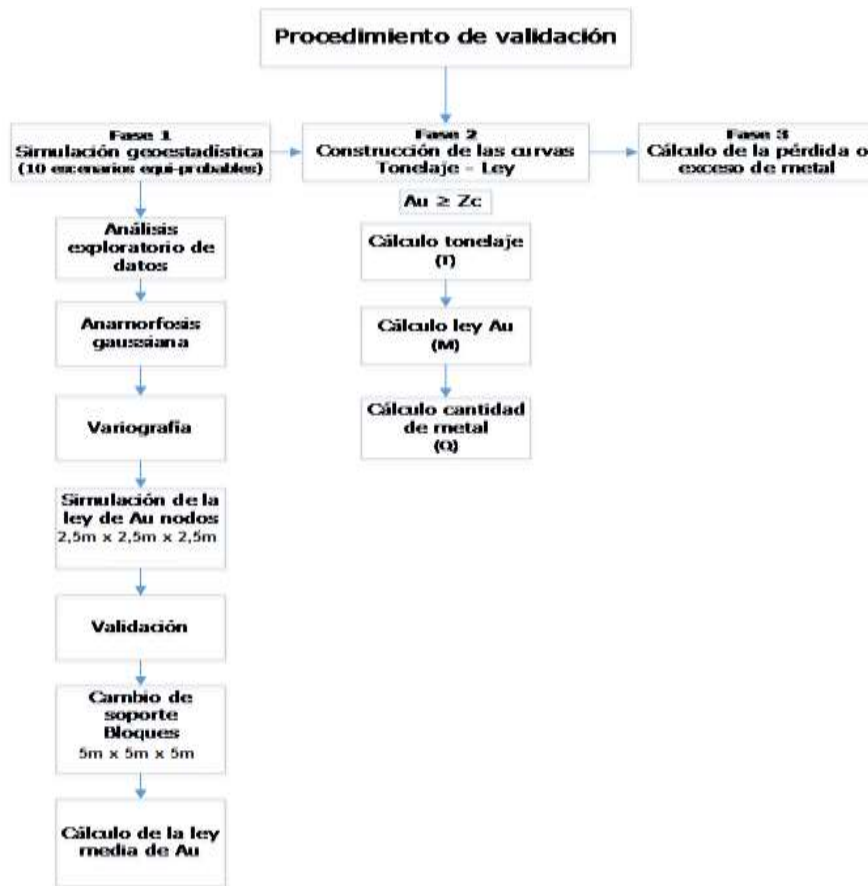 Procedimiento de validación
Fase 1
Simulación geoestadística
(10 escenarios equi-probables)
Fase 2
Construcción de las curvas
Tonelaje - Ley
Fase 3
Cálculo de la pérdida o
exceso de metal
Au ≥ Zc
Análisis
exploratorio de
datos
Anamorfosis
gaussiana
Variografía
Simulación de la
ley de Au nodos
2,5m x 2,5m x 2,5m
Validación
Cambio de
soporte
Bloques
5m x 5m x 5m
Cálculo de la ley
media de Au
Cálculo tonelaje
(T)
Cálculo ley Au
(M)
Cálculo cantidad
de metal
(Q)